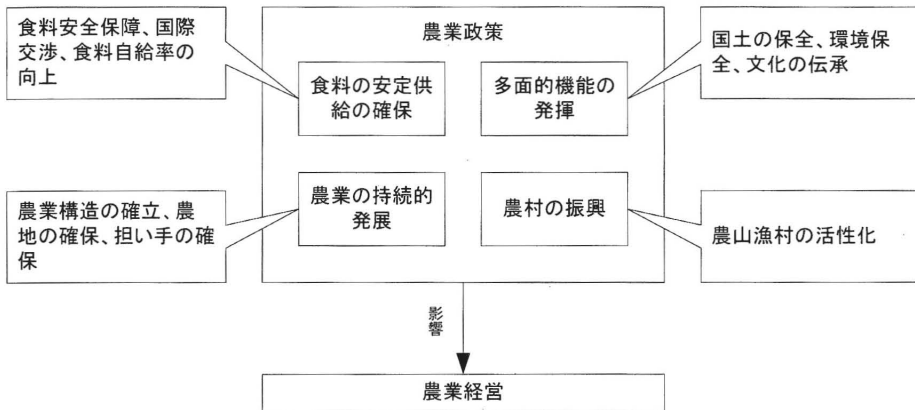 食料安全保障、国際
交渉、食料自給率の
向上
農業政策
国土の保全、環境保
全、文化の伝承
食料の安定供
給の確保
多面的機能の
発揮
農業構造の確立、農
地の確保、担い手の確
保
農業の持続的
発展
農村の振興
農山漁村の活性化
影響
農業経営